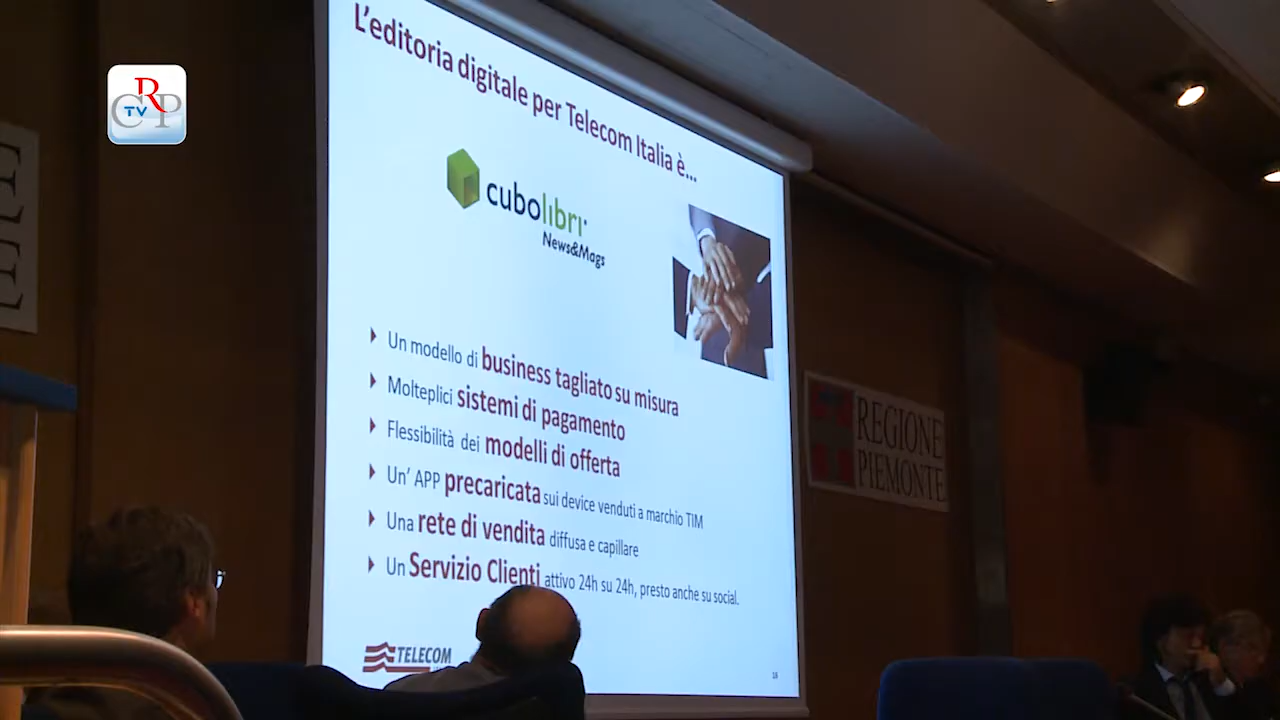 L'editoria digitale per Telecom Italia è...
CRP
TV
cubolibri
News&Mags
Un modello di business tagliato su misura
Molteplici sistemi di pagamento
Flessibilità dei modelli di offerta
Un' APP precaricata sui device venduti a marchio TIM
Una rete di vendita diffusa e capillare
Un Servizio Clienti attivo 24h su 24h, presto anche su social.
REGIONE
PIEMONTE
TELECOM